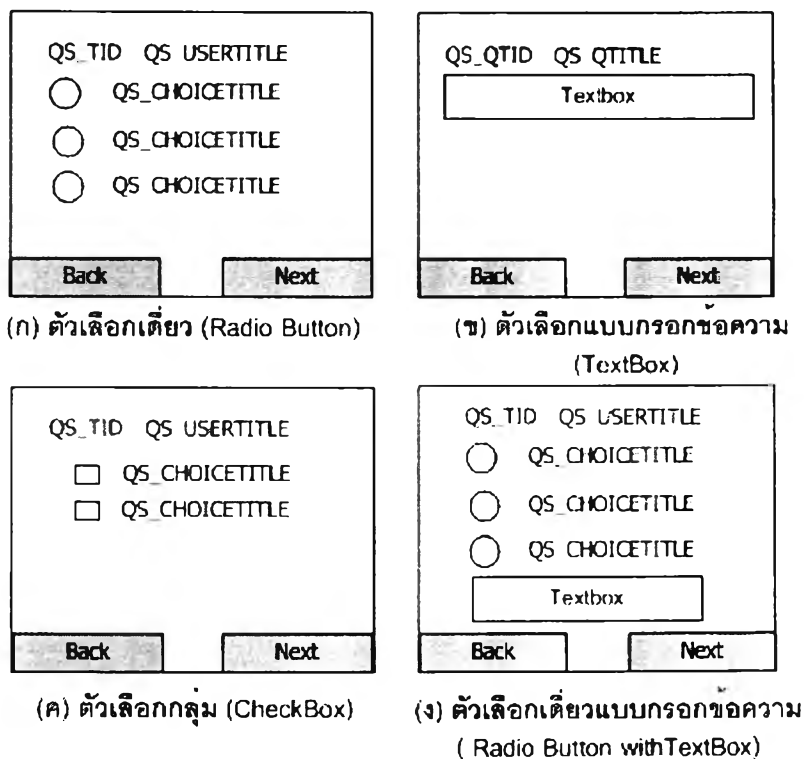 QS_TID QS USERTITLE
QS_CHOICETITLE
QS_CHOICETITLE
QS CHOICETITLE
Back Next
(ก) ตัวเลือกเดี่ยว (Radio Button)
QS_QTID QS QTITLE
Textbox
Back Next
(ข) ตัวเลือกแบบกรอกข้อความ
(TextBox)
QS_TID QS USERTITLE
QS_CHOICETITLE
QS_CHOICETITLE
Back Next
(ค) ตัวเลือกกลุ่ม (CheckBox)
QS_TID QS USERTITLE
QS_CHOICETITLE
QS_CHOICETITLE
QS CHOICETITLE
Textbox
Back Next
(ง) ตัวเลือกเดี่ยวแบบกรอกข้อความ
( Radio Button withTextBox)